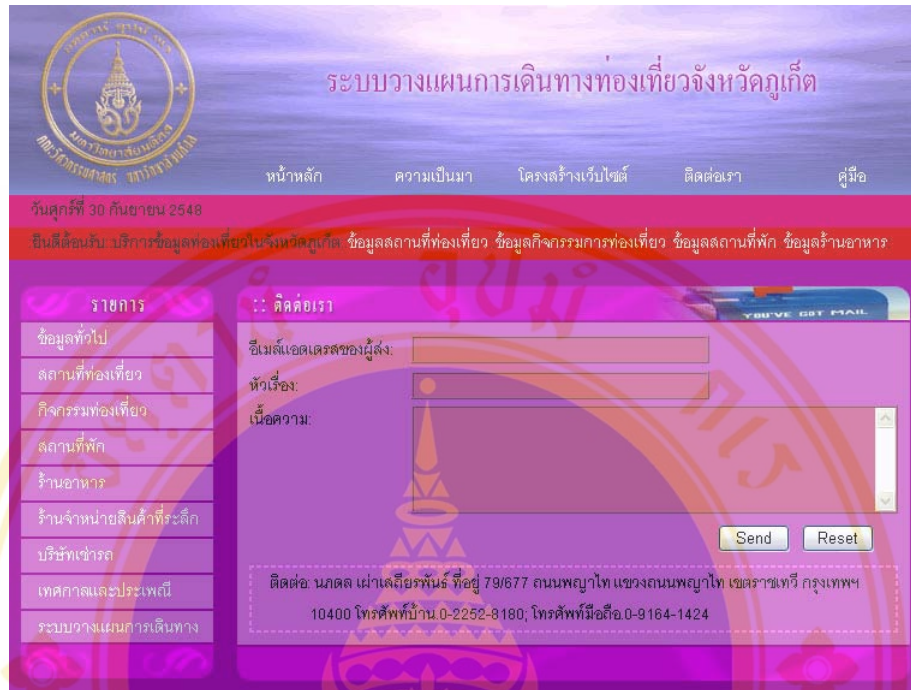 ระบบวางแผนการเดินทางท่องเที่ยวจังหวัดภูเก็ต
หน้าหลัก ความเป็นมา โครงสร้างเว็บไซต์ ติดต่อเรา คู่มือ
วันศุกร์ที่ 30 กันยายน 2548
:ยินดีต้อนรับ::บริการข้อมูลท่องเที่ยวในจังหวัดภูเก็ต: ข้อมูลสถานที่ท่องเที่ยว ข้อมูลกิจกรรมการท่องเที่ยว ข้อมูลสถานที่พัก ข้อมูลร้านอาหาร
รายการ
ข้อมูลทั่วไป
สถานที่ท่องเที่ยว
กิจกรรมท่องเที่ยว
สถานที่พัก
ร้านอาหาร
ร้านจำหน่ายสินค้าที่ระลึก
บริษัทเช่ารถ
เทศกาลและประเพณี
ระบบวางแผนการเดินทาง
:: ติดต่อเรา
YOU'VE GOT MAIL
อีเมล์แอดเดรสของผู้ส่ง:
หัวเรื่อง:
เนื้อความ:
Send Reset
ติดต่อ: นภดล เผ่าเสถียรพันธ์ ที่อยู่ 79/677 ถนนพญาไท แขวงถนนพญาไท เขตราชเทวี กรุงเทพฯ
10400 โทรศัพท์บ้าน.0-2252-8180; โทรศัพท์มือถือ.0-9164-1424